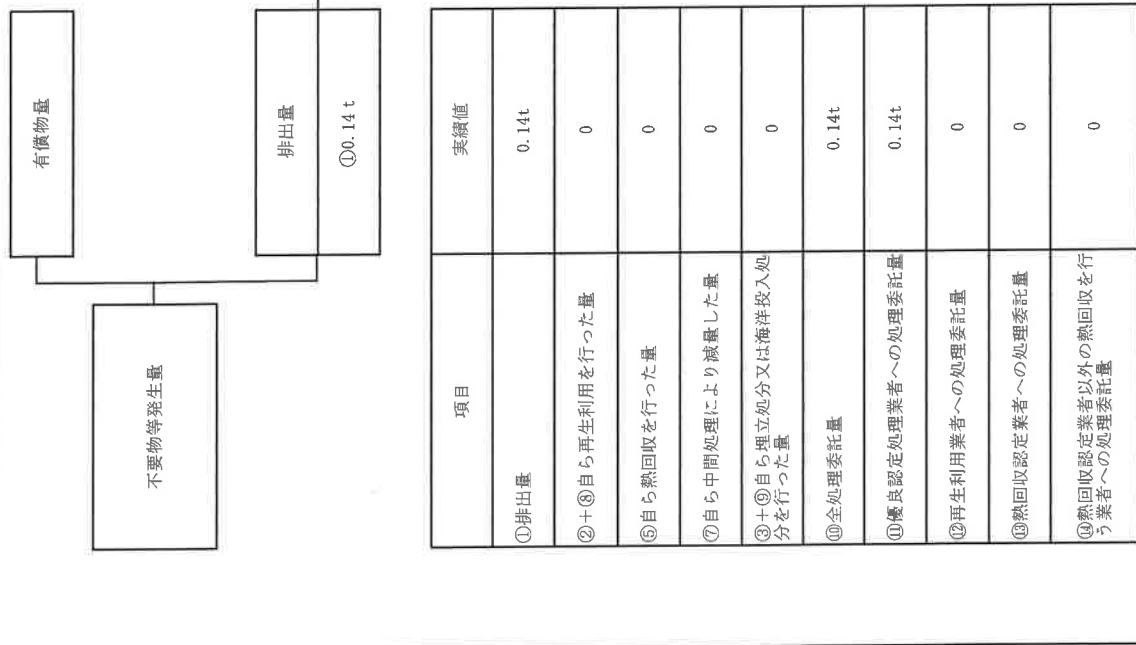 有償物量
不要物等発生量
排出量
①0.14 t
項目
実績値
①排出量
0.14t
②+⑧自ら再生利用を行った量
0
⑤自ら熱回収を行った量
0
⑦自ら中間処理により減量した量
0
③+⑨自ら埋立処分又は海洋投入処
分を行った量
0
⑩全処理委託量
0.14t
⑪優良認定処理業者への処理委託量
0.14t
⑫再生利用業者への処理委託量
0
⑬熱回収認定業者への処理委託量
0
⑭熱回収認定業者以外の熱回収を行
う業者への処理委託量
0